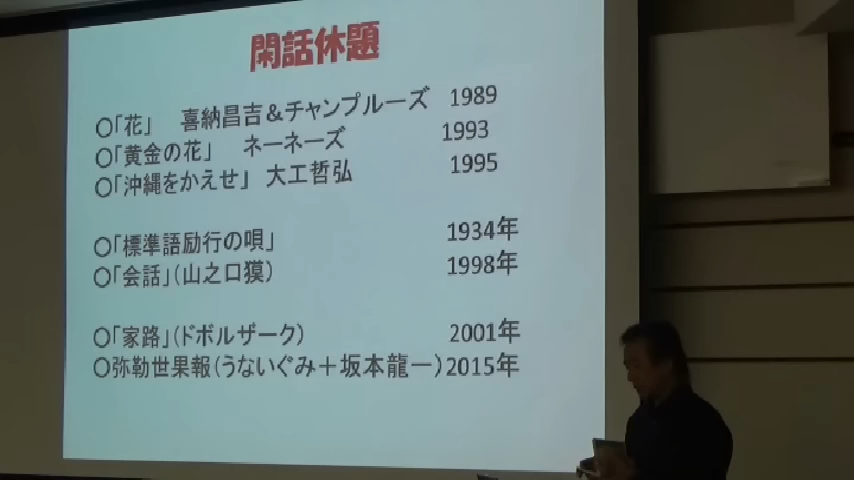 閑話休題
○「花」 喜納昌吉&チャンプルーズ 1989
○「黄金の花」 ネーネーズ 1993
○「沖縄をかえせ」 大工哲弘 1995
○「標準語励行の唄」 1934年
○「会話」(山之口獏) 1998年
○「家路」(ドボルザーク) 2001年
○弥勒世果報(うないぐみ+坂本龍一)2015年